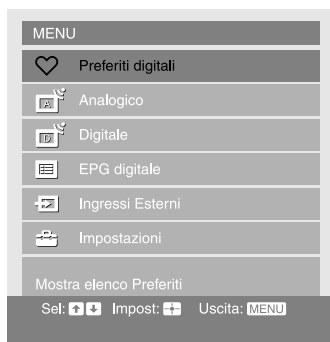 MENU
Preferiti digitali
A Analogico
D Digitale
EPG digitale
Ingressi Esterni
Impostazioni
Mostra elenco Preferiti
Sel: Impost: Uscita: MENU